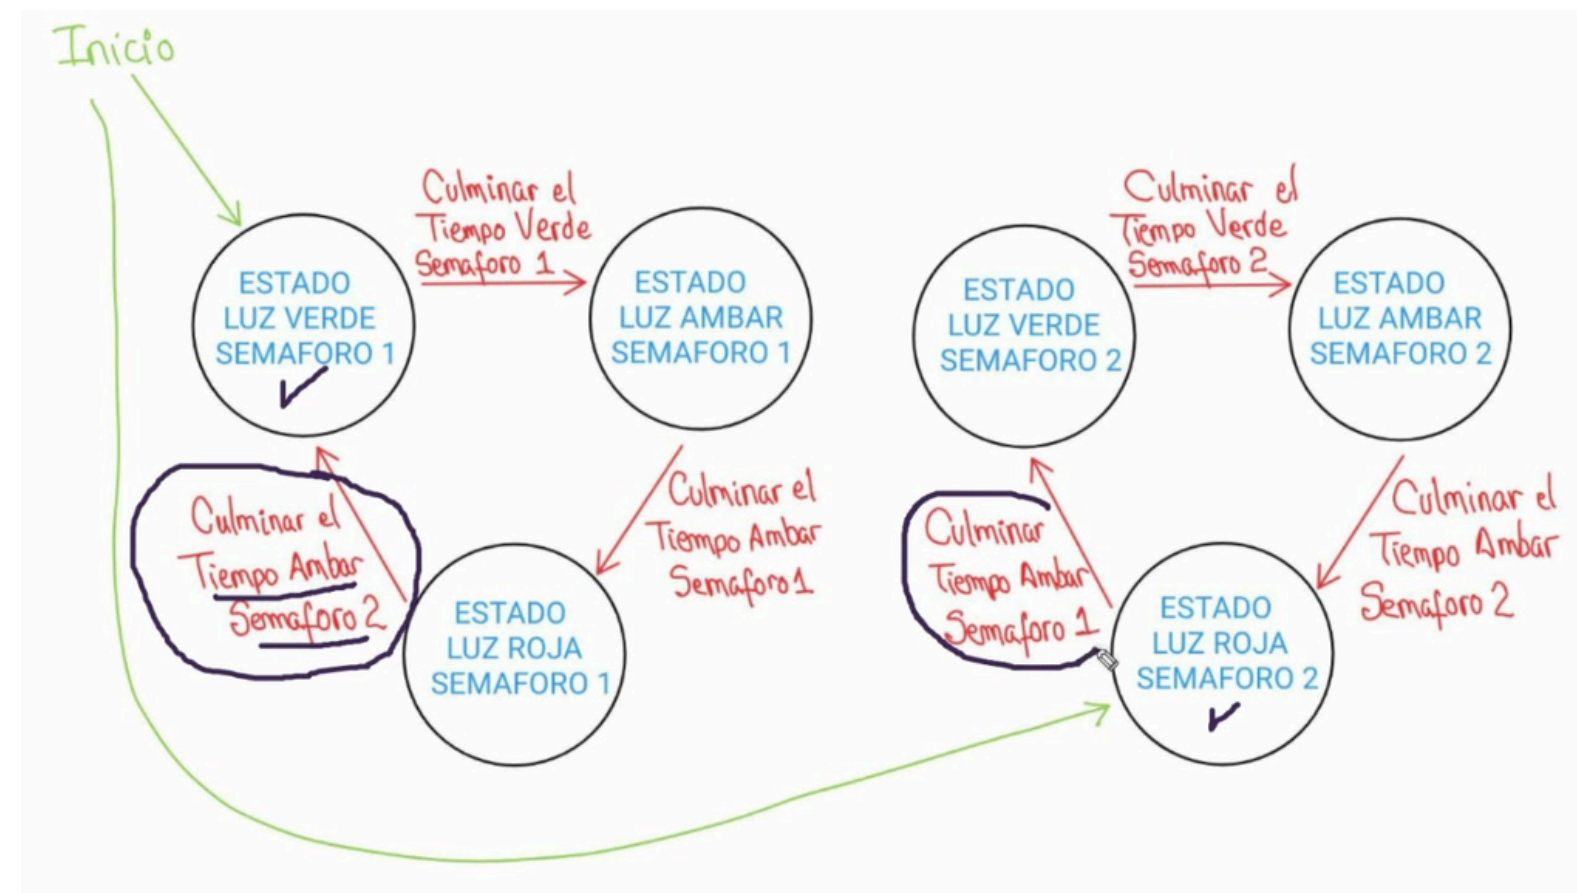 Inicio
Culminar el
Tiempo Verde
Semaforo 1
ESTADO
LUZ VERDE
SEMAFORO 1
ESTADO
LUZ AMBAR
SEMAFORO 1
Culminar el
Tiempo Ambar
Semaforo 2
Culminar el
Tiempo Ambar
Semaforo 1
ESTADO
LUZ ROJA
SEMAFORO 1
Culminar el
Tiempo Verde
Semaforo 2
ESTADO
LUZ VERDE
SEMAFORO 2
ESTADO
LUZ AMBAR
SEMAFORO 2
Culminar
Tiempo Ambar
Semaforo 1
Culminar el
Tiempo Ambar
Semaforo 2
ESTADO
LUZ ROJA
SEMAFORO 2